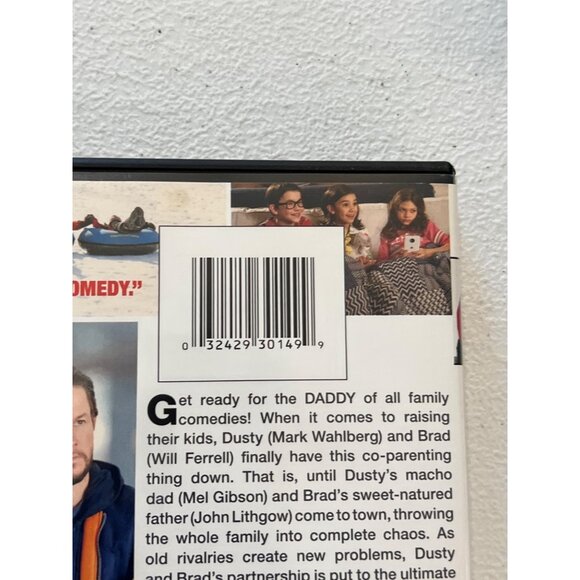 OMEDY."
0 32429 30149 9
Get ready for the DADDY of all family
comedies! When it comes to raising
their kids, Dusty (Mark Wahlberg) and Brad
(Will Ferrell) finally have this co-parenting
thing down. That is, until Dusty's macho
dad (Mel Gibson) and Brad's sweet-natured
father (John Lithgow) come to town, throwing
the whole family into complete chaos. As
old rivalries create new problems, Dusty
and Brad's partnership is put to the ultimate